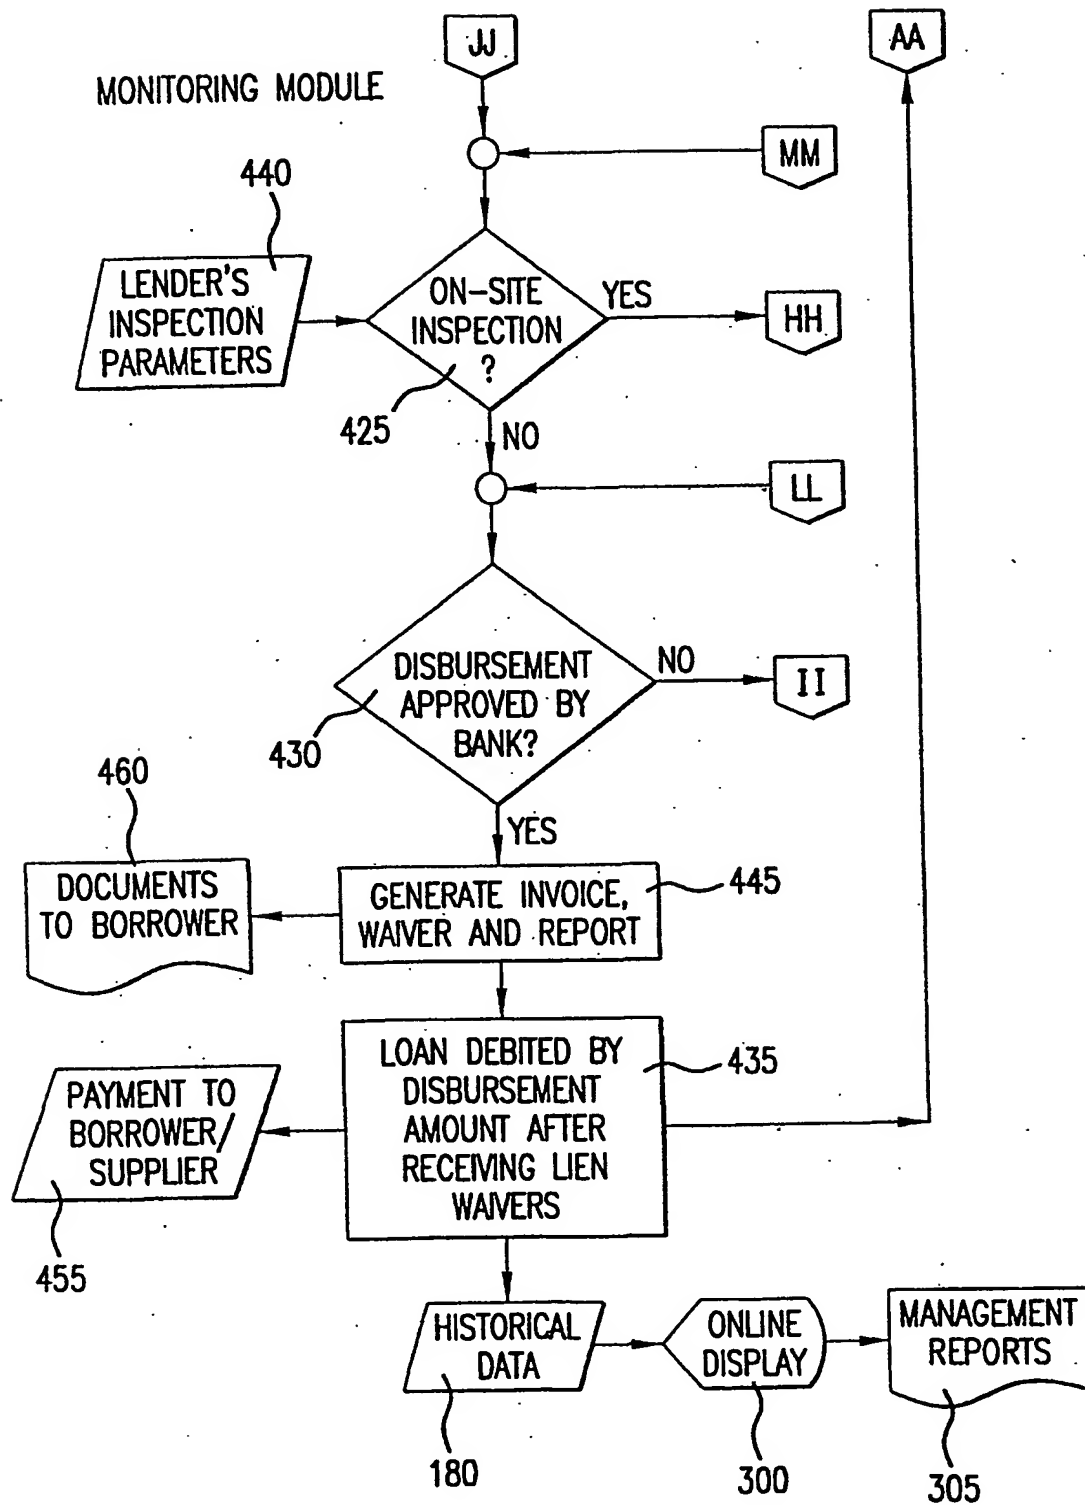 JJ
AA
MONITORING MODULE
MM
440
LENDER'S
INSPECTION
PARAMETERS
ON-SITE
INSPECTION
?
YES
HH
425
NO
LL
DISBURSEMENT
APPROVED BY
BANK?
NO
II
430
460
YES
DOCUMENTS
TO BORROWER
GENERATE INVOICE,
WAIVER AND REPORT
445
LOAN DEBITED BY
DISBURSEMENT
AMOUNT AFTER
RECEIVING LIEN
WAIVERS
435
PAYMENT TO
BORROWER/
SUPPLIER
455
HISTORICAL
DATA
ONLINE
DISPLAY
MANAGEMENT
REPORTS
180
300
305